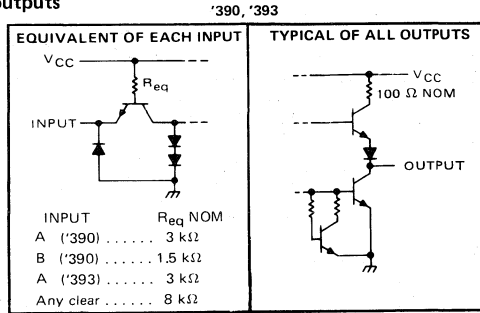 outputs
'390, '393
EQUIVALENT OF EACH INPUT
VCC
Req
INPUT
INPUT Req NOM
A ('390) ...... 3 kΩ
B ('390) ...... 1.5 kΩ
A ('393) ...... 3 kΩ
Any clear ...... 8 kΩ
TYPICAL OF ALL OUTPUTS
VCC
100 Ω NOM
OUTPUT